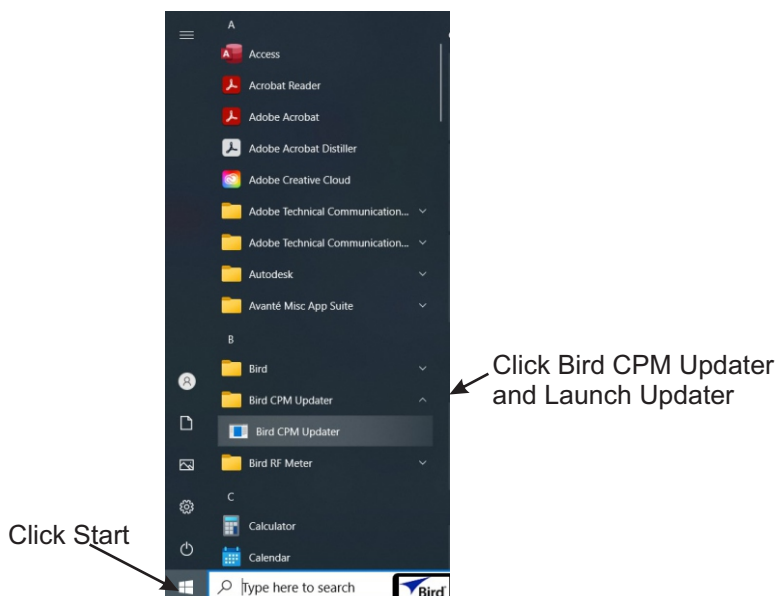 A
Access
Acrobat Reader
Adobe Acrobat
Adobe Acrobat Distiller
Adobe Creative Cloud
Adobe Technical Communication...
Adobe Technical Communication...
Autodesk
Avanté Misc App Suite
B
Bird
Bird CPM Updater
Bird CPM Updater
Bird RF Meter
C
Calculator
Calendar
Type here to search
Bird
Click Bird CPM Updater
and Launch Updater
Click Start